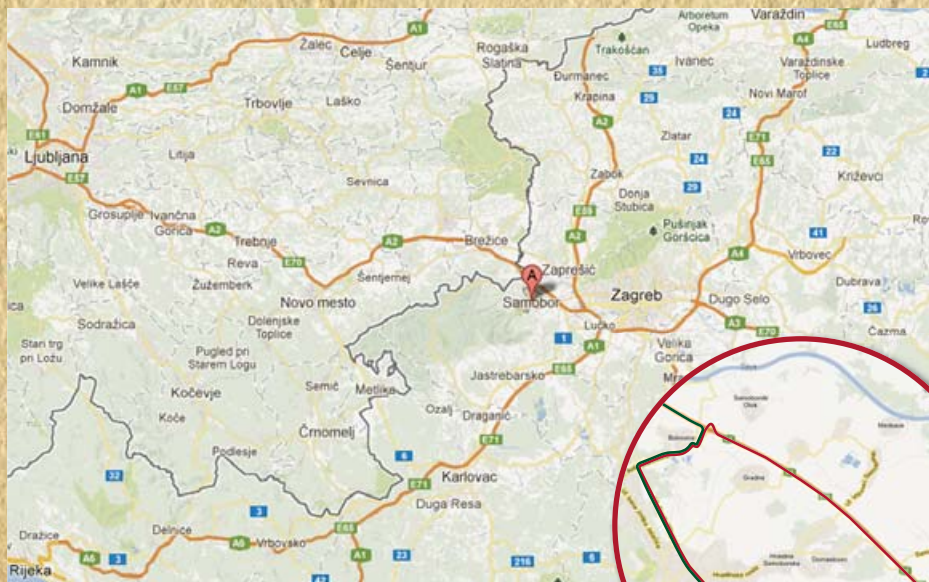 A1
E65
Varaždin
Arboretum
Opeka
A4
Žalec
Celje
Rogaška
Slatina
Trakošćan
Ludbreg
Kamnik
Šentjur
Ivanec
Varaždinske
Toplice
Đurmanec
35
A1
E57
Krapina
29
Novi Marof
Domžale
Trbovlje
Laško
A2
E61
Zlatar
E71
Ljubljana
Litija
24
E65
22
E57
Sevnica
Zabok
Križevci
Donja
Stubica
29
Grosuplje
Ivančna
Gorica
A2
E59
Pušinjak
Gorščica
41
Trebnje
A2
Brežice
A2
A4
Vrbovec
Reva
E70
Žužemberk
Šentjernej
A
Zaprešić
Velike Lašče
Novo mesto
Samobor
Zagreb
Dugo Selo
Dubrava
26
Sodražica
Dolenjske
Toplice
Lučko
A3
E70
Čazma
Stari trg
pri Ložu
1
A1
Velika
Gorica
Pugled pri
Starem Logu
E65
Semič
Metlika
Jastrebarsko
Kočevje
Ozalj
Draganić
Koče
Črnomelj
E71
Podlesje
6
32
Karlovac
E71
3
Duga Resa
Gradna
Dražice
Delnice
E65
A6
3
A6
Vrbovsko
A1
23
216
6
Rijeka
42